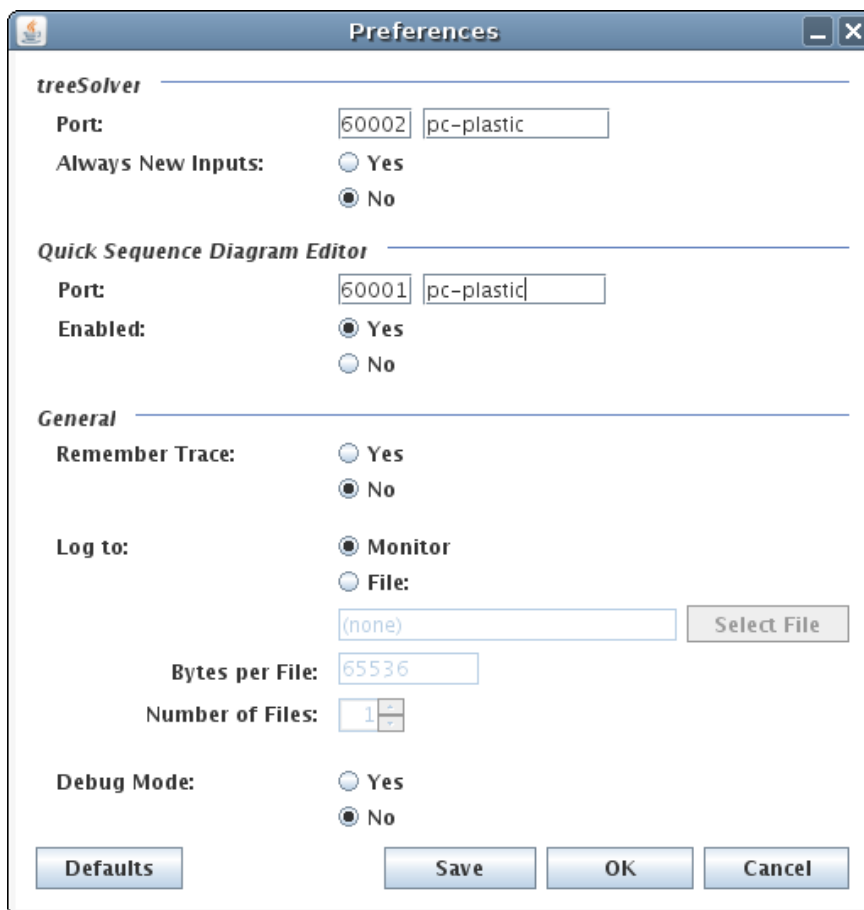 Preferences
treeSolver
Port: 60002 pc-plastic
Always New Inputs: Yes
No
Quick Sequence Diagram Editor
Port: 60001 pc-plastic
Enabled: Yes
No
General
Remember Trace: Yes
No
Log to: Monitor
File:
(none) Select File
Bytes per File: 65536
Number of Files: 1
Debug Mode: Yes
No
Defaults Save OK Cancel